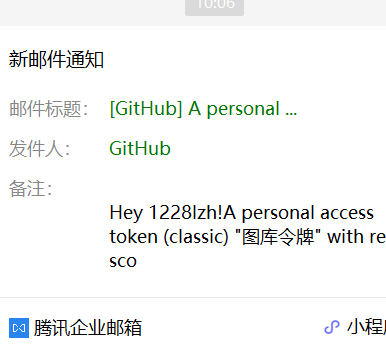 10:06
新邮件通知
邮件标题： [GitHub] A personal ...
发件人： GitHub
备注：
Hey 1228lzh!A personal access
token (classic) "图库令牌" with re
sco
腾讯企业邮箱 小程